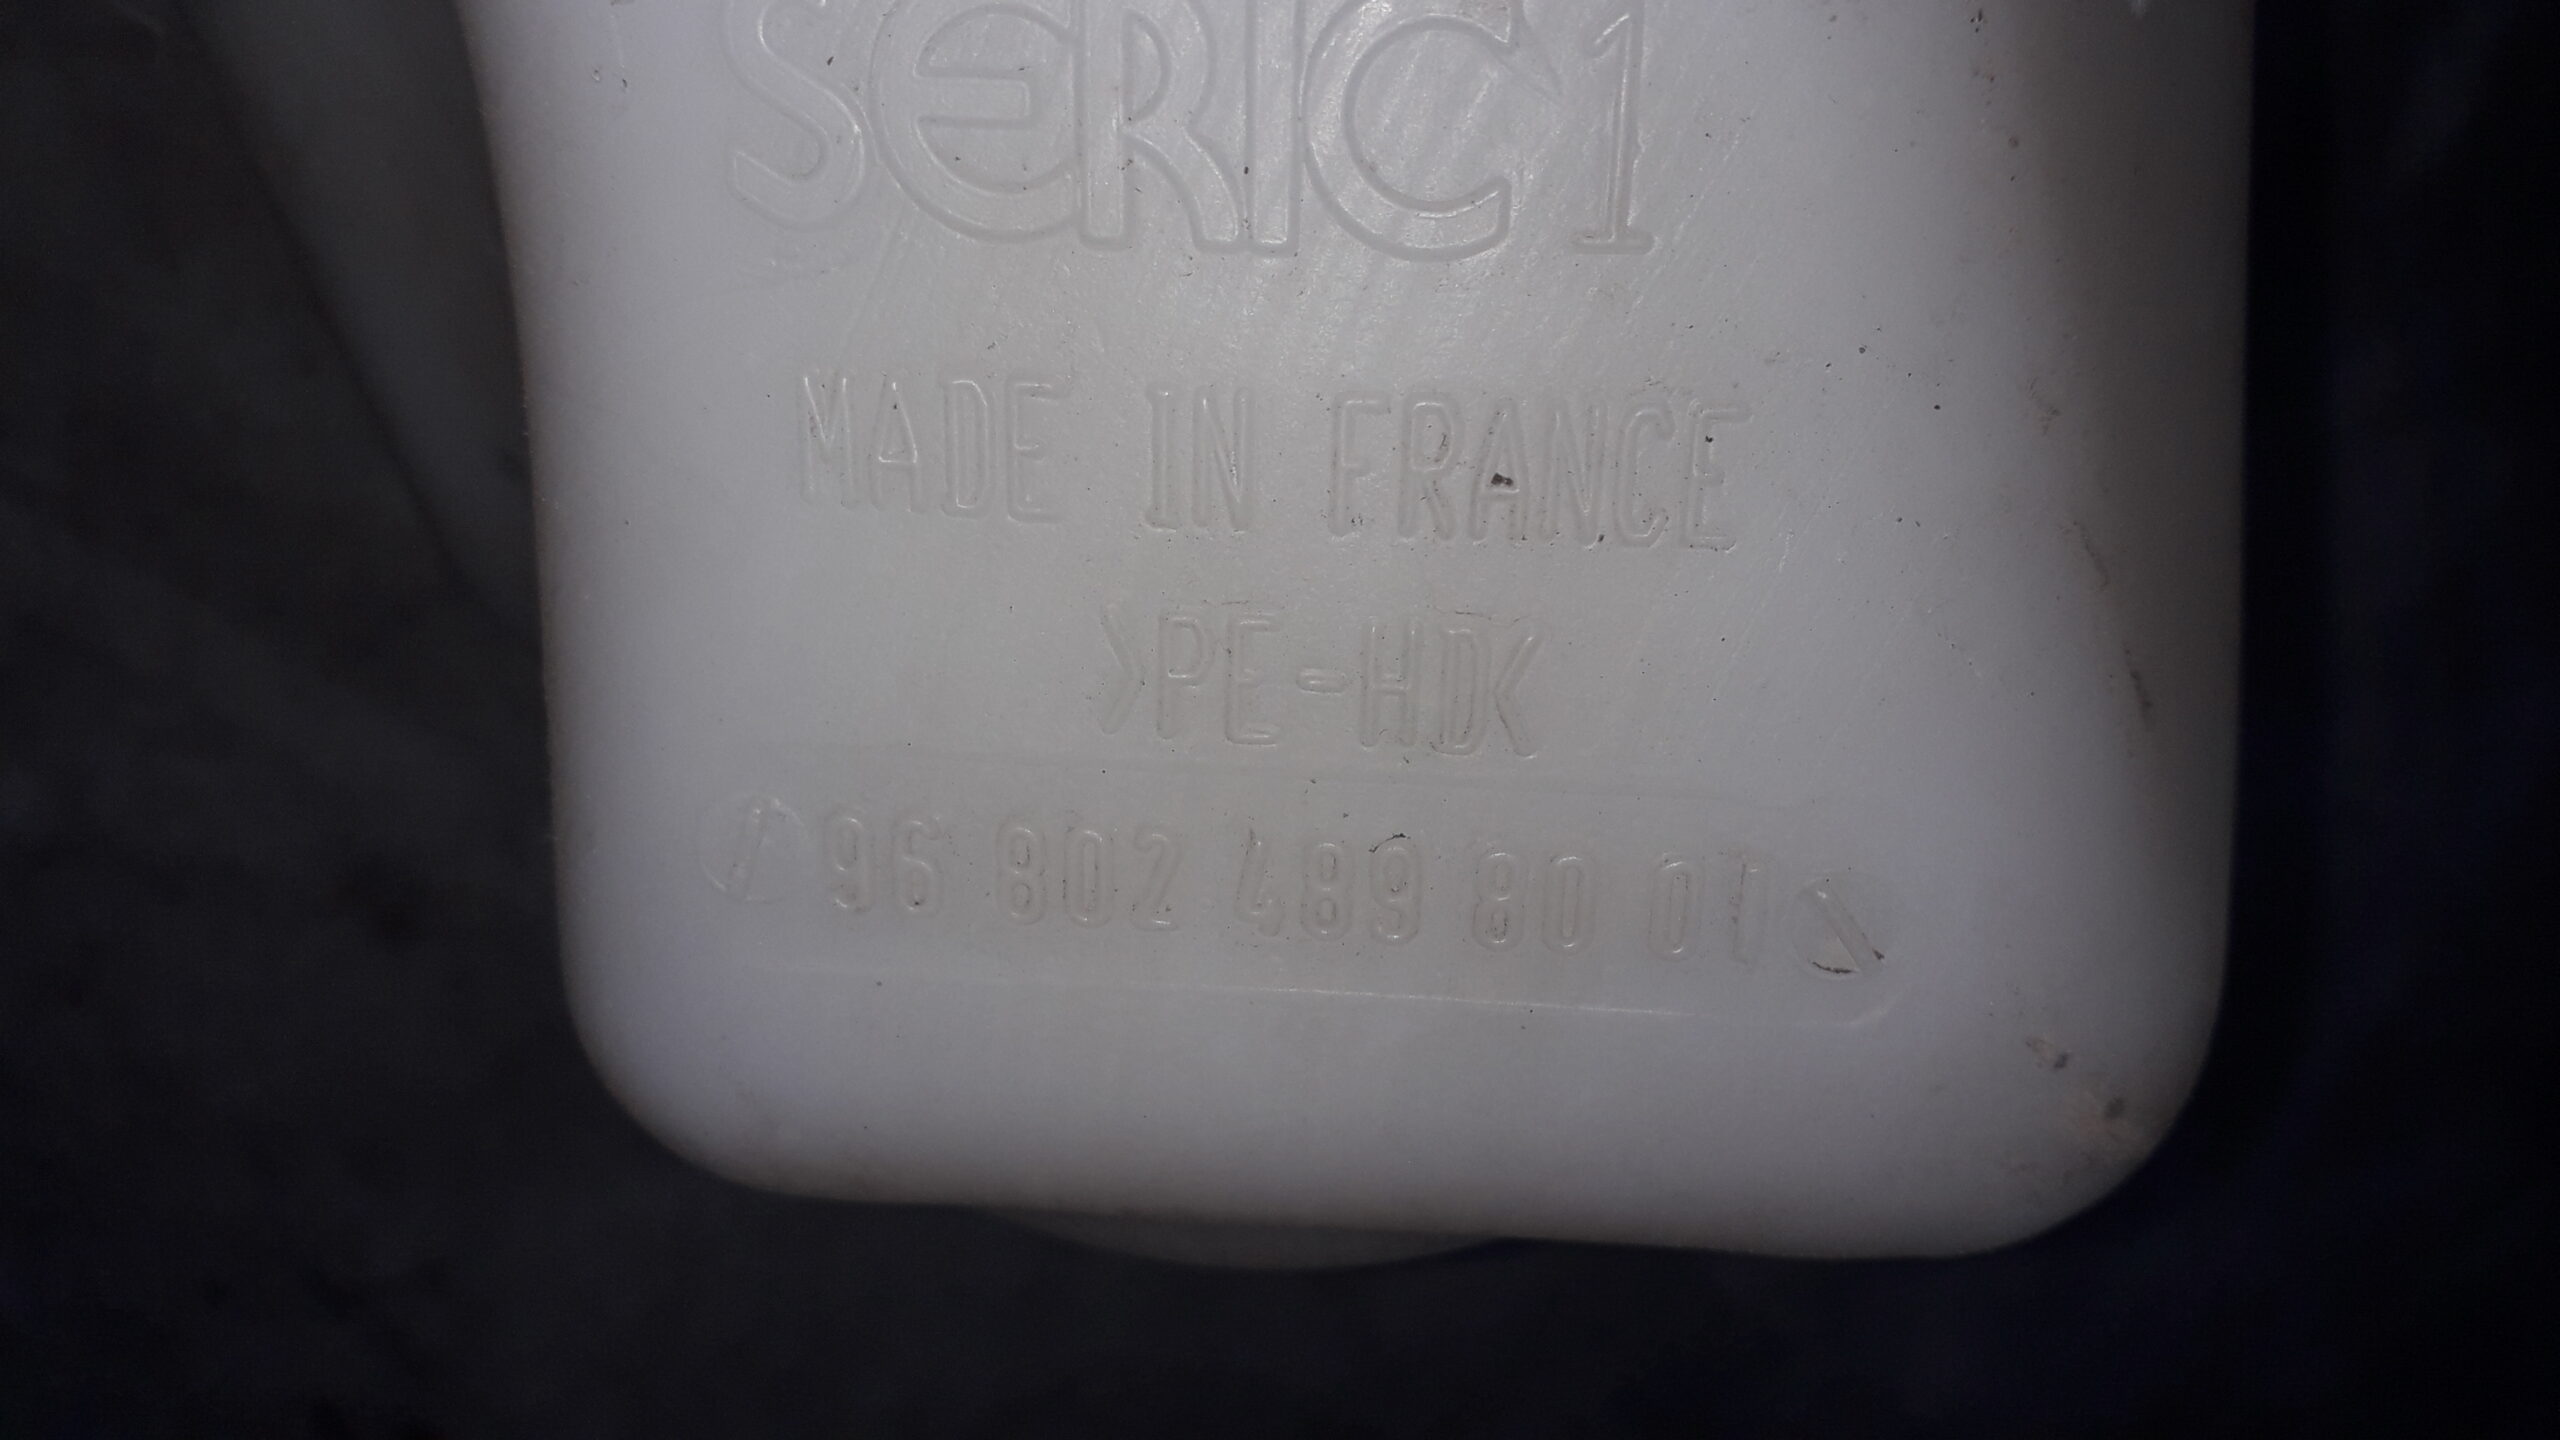 SERIC 1
MADE IN FRANCE
>PE-HD<
96 802 489 80 01